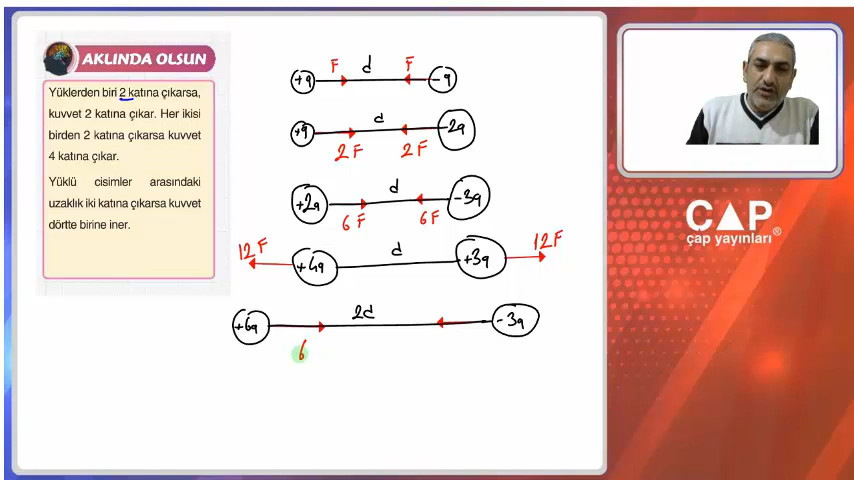 AKLINDA OLSUN
Yüklerden biri 2 katına çıkarsa,
kuvvet 2 katına çıkar. Her ikisi
birden 2 katına çıkarsa kuvvet
4 katına çıkar.
Yüklü cisimler arasındaki
uzaklık iki katına çıkarsa kuvvet
dörtte birine iner.
+q F d F -q
+q d -2q
2F 2F
+2q d -3q
6F 6F
12F +4q d +3q 12F
+6q 2d -3q
6
ÇAP
çap yayınları®